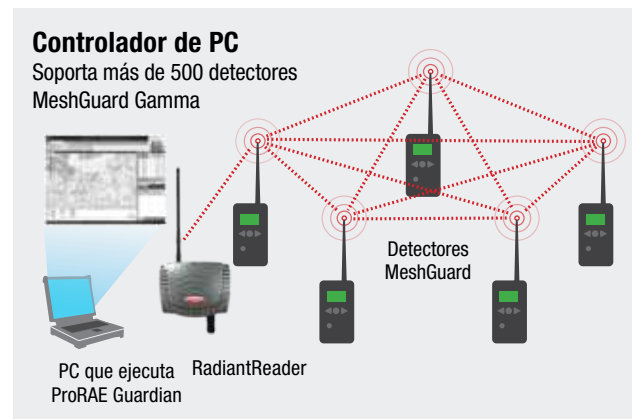 Controlador de PC
Soporta más de 500 detectores
MeshGuard Gamma
Detectores
MeshGuard
PC que ejecuta
ProRAE Guardian
RadiantReader